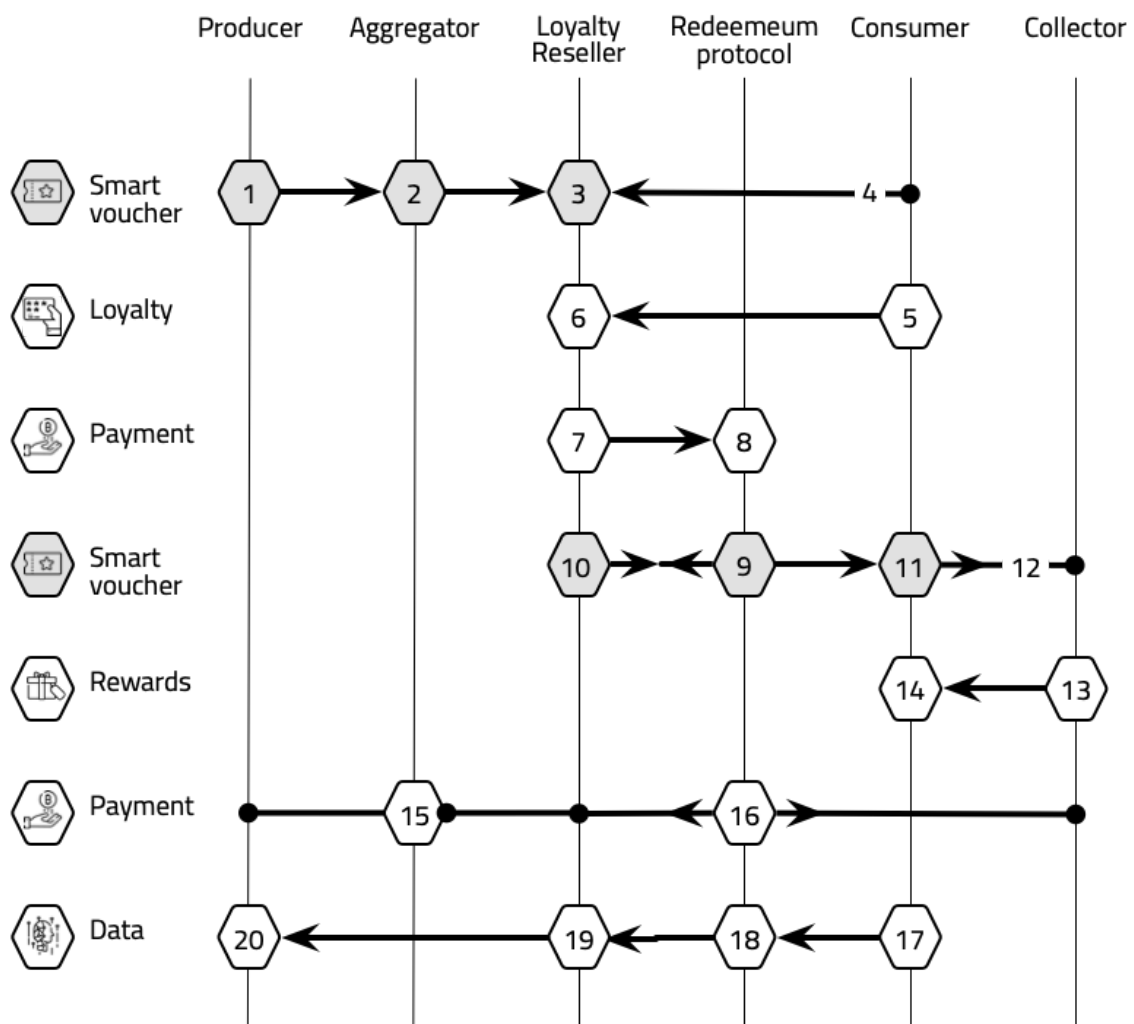 Producer Aggregator Loyalty Redeemeum Consumer Collector
Reseller protocol
Smart
voucher
1 2 3 4
Loyalty
6 5
Payment
7 8
Smart
voucher
10 9 11 12
Rewards
14 13
Payment
15 16
Data
20 19 18 17